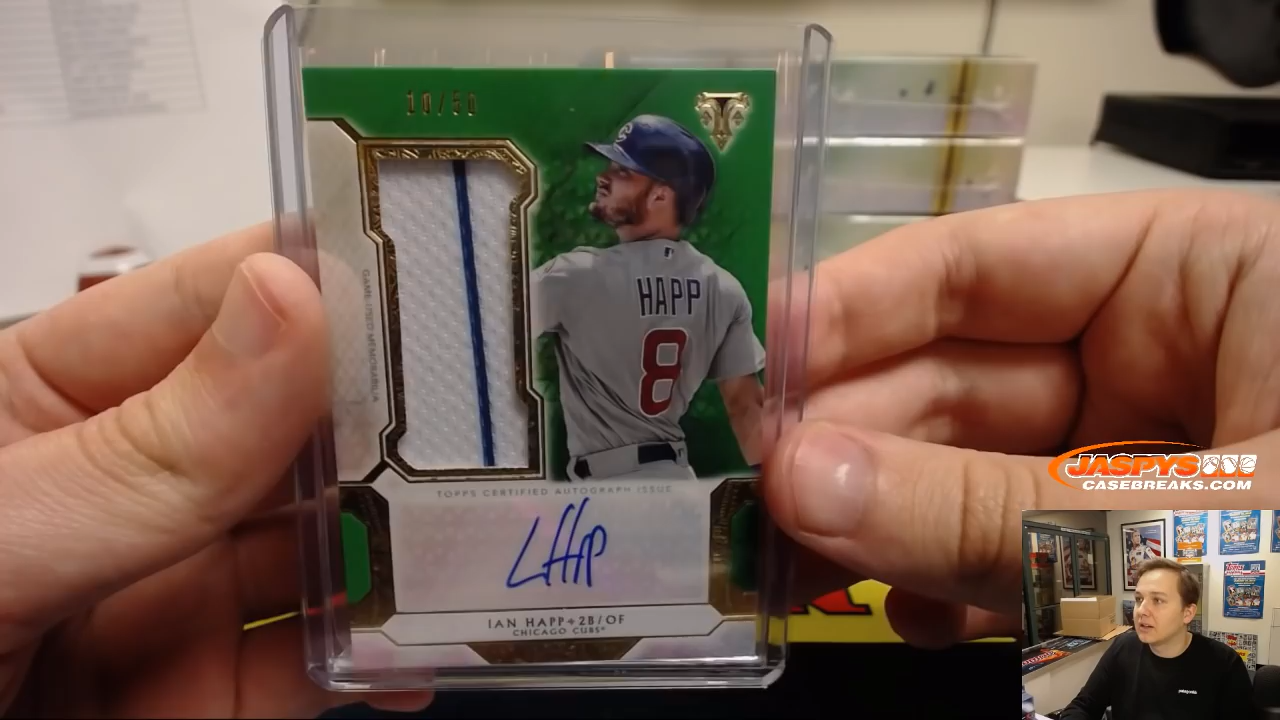 10/50
GAME-USED MEMORABILIA
HAPP
8
TOPPS CERTIFIED AUTOGRAPH ISSUE
IAN HAPP • 2B/OF
CHICAGO CUBS®
JASPYS
CASEBREAKS.COM